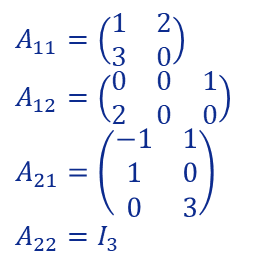 A₁₁ = (1 2
3 0)
A₁₂ = (0 0 1
2 0 0)
A₂₁ = (−1 1
1 0
0 3)
A₂₂ = I₃